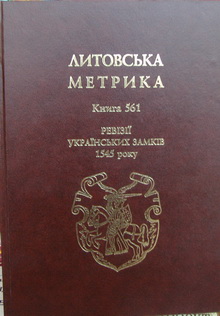 ЛИТОВСЬКА
МЕТРИКА
Книга 561
РЕВІЗІЇ
УКРАЇНСЬКИХ ЗАМКІВ
1545 року